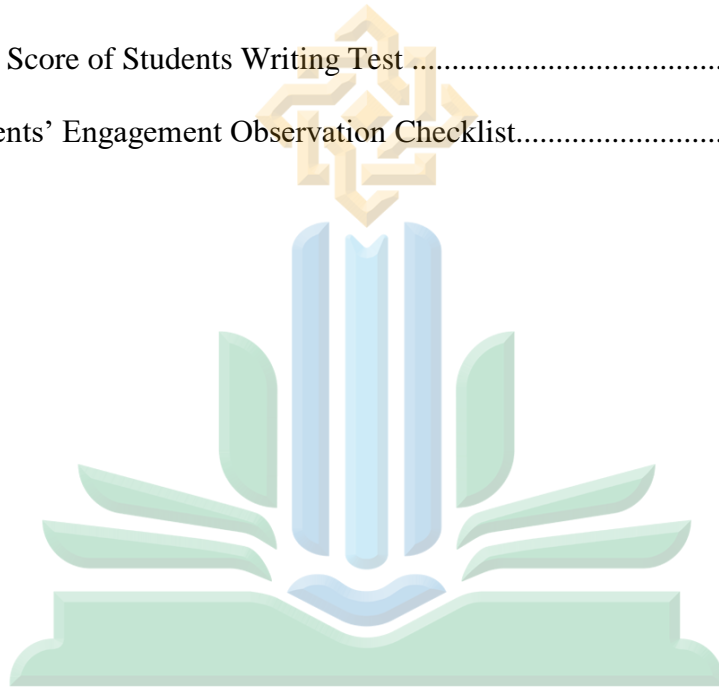 Score of Students Writing Test ......................................
ents’ Engagement Observation Checklist.........................